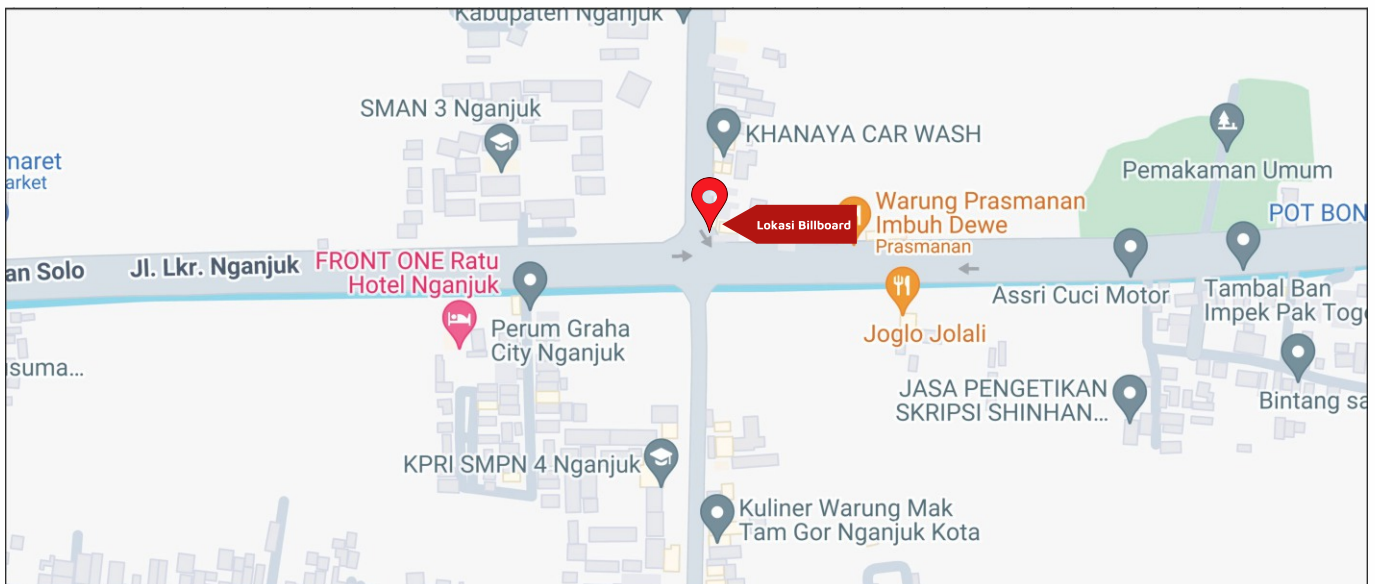 Kabupaten Nganjuk
SMAN 3 Nganjuk
KHANAYA CAR WASH
maret
arket
Pemakaman Umum
Lokasi Billboard
Warung Prasmanan
Imbuh Dewe
Prasmanan
POT BON
an Solo
Jl. Lkr. Nganjuk
FRONT ONE Ratu
Hotel Nganjuk
Perum Graha
City Nganjuk
Joglo Jolali
Assri Cuci Motor
Tambal Ban
Impek Pak Togo
isuma...
JASA PENGETIKAN
SKRIPSI SHINHAN...
Bintang sa
KPRI SMPN 4 Nganjuk
Kuliner Warung Mak
Tam Gor Nganjuk Kota